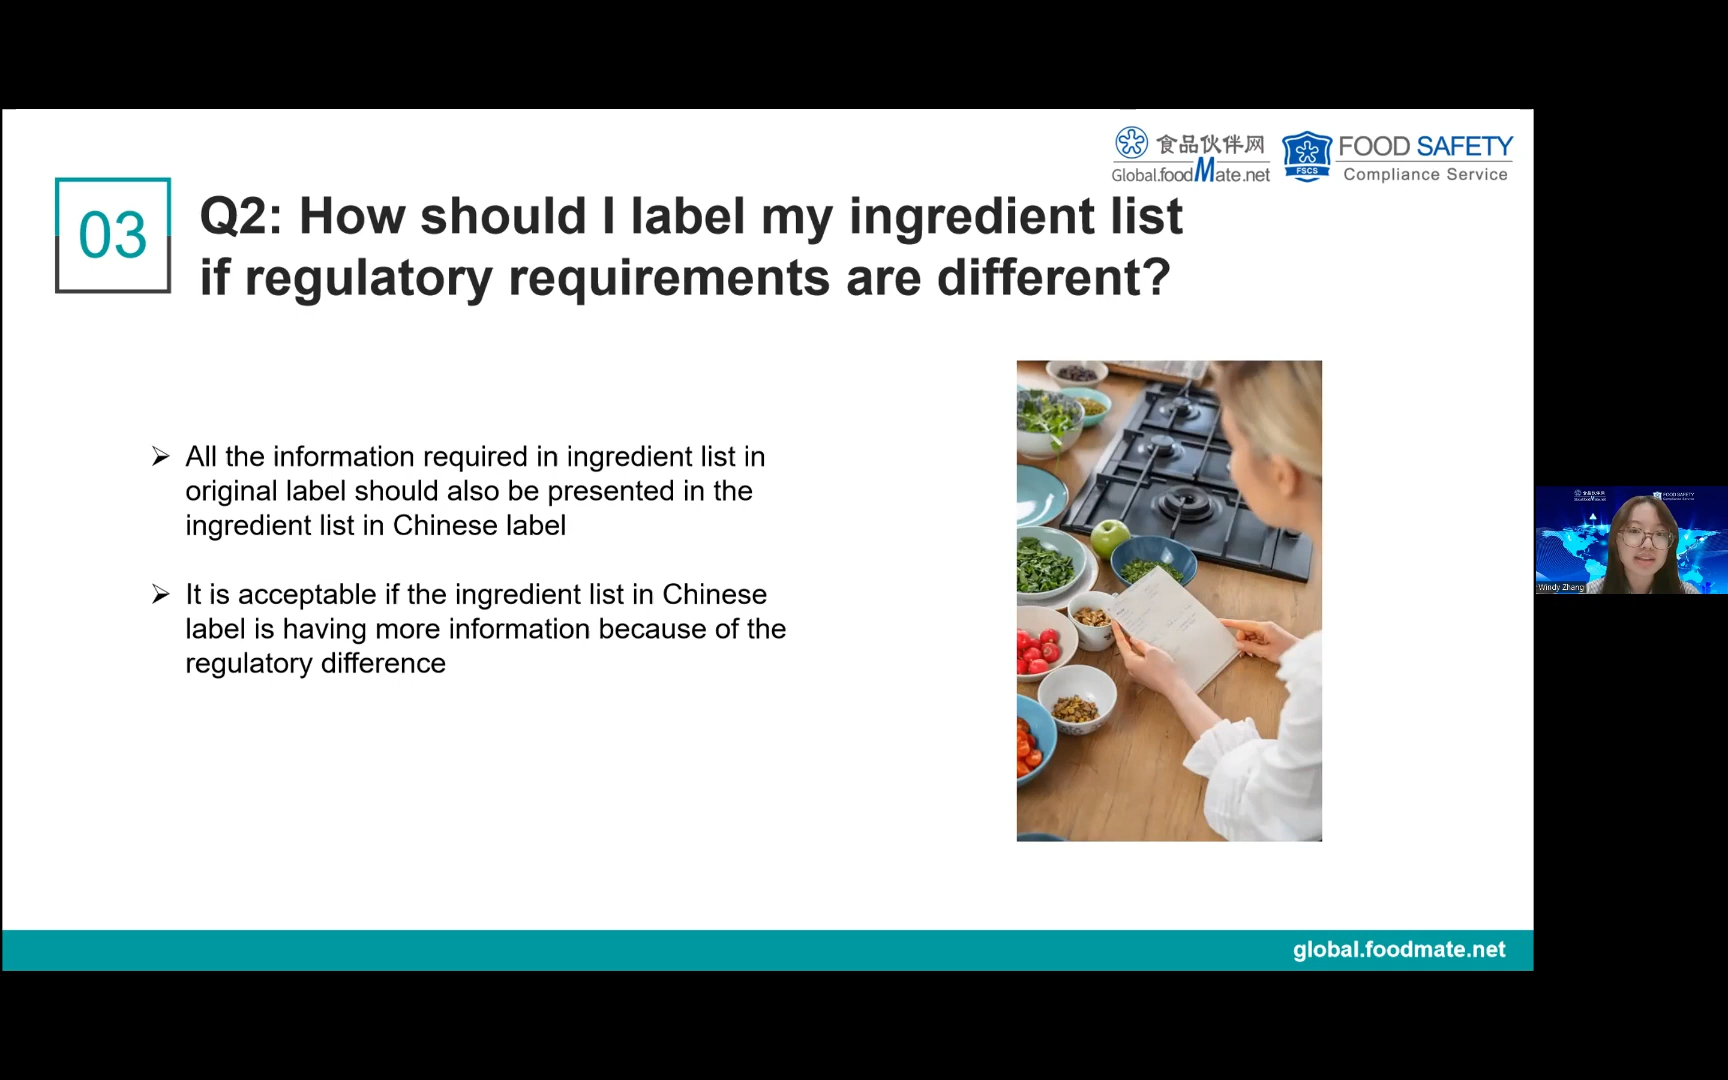 食品伙伴网
Global.foodMate.net
FSCS
FOOD SAFETY
Compliance Service
03
Q2: How should I label my ingredient list
if regulatory requirements are different?
All the information required in ingredient list in
original label should also be presented in the
ingredient list in Chinese label
It is acceptable if the ingredient list in Chinese
label is having more information because of the
regulatory difference
Windy Zhang
global.foodmate.net